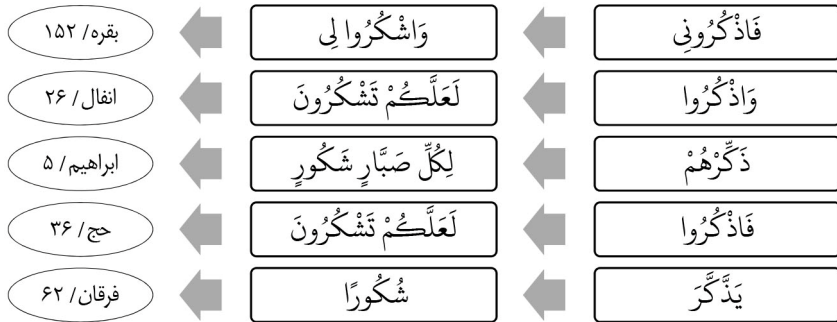 فَاذْكُرُونِی وَاشْكُرُوا لِی بقره/ ۱۵۲
وَاذْكُرُوا لَعَلَّكُمْ تَشْكُرُونَ انفال/ ۲۶
ذَكِّرْهُمْ لِكُلِّ صَبَّارٍ شَكُورٍ ابراهیم/ ۵
فَاذْكُرُوا لَعَلَّكُمْ تَشْكُرُونَ حج/ ۳۶
يَذَّكَّرَ شُكُورًا فرقان/ ۶۲